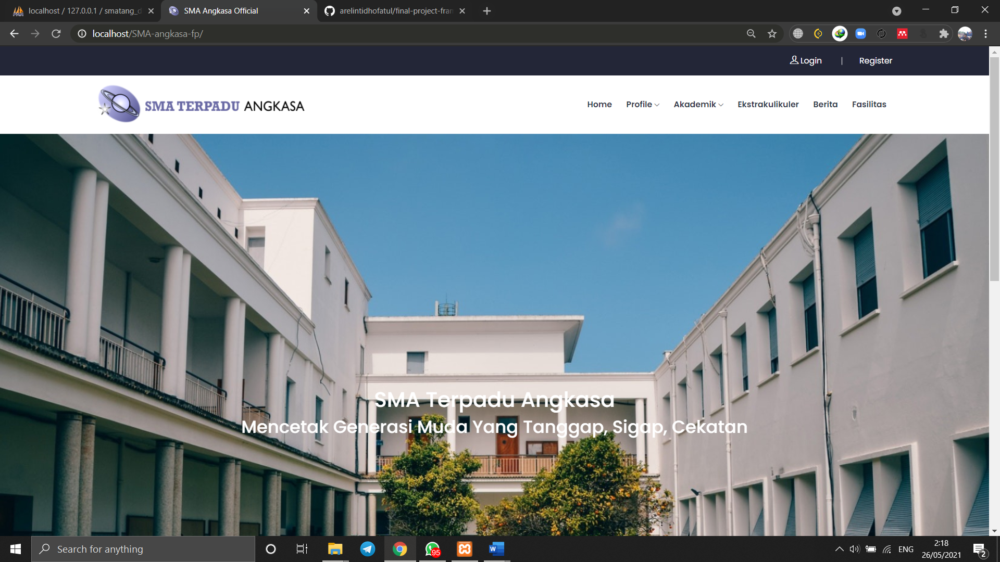 localhost / 127.0.0.1 / smatang_d
SMA Angkasa Official
arelintidhofatul/final-project-fran
localhost/SMA-angkasa-fp/
Login | Register
SMA TERPADU ANGKASA
Home Profile Akademik Ekstrakulikuler Berita Fasilitas
SMA Terpadu Angkasa
Mencetak Generasi Muda Yang Tanggap, Sigap, Cekatan
Search for anything
95
ENG
2:18
26/05/2021
2